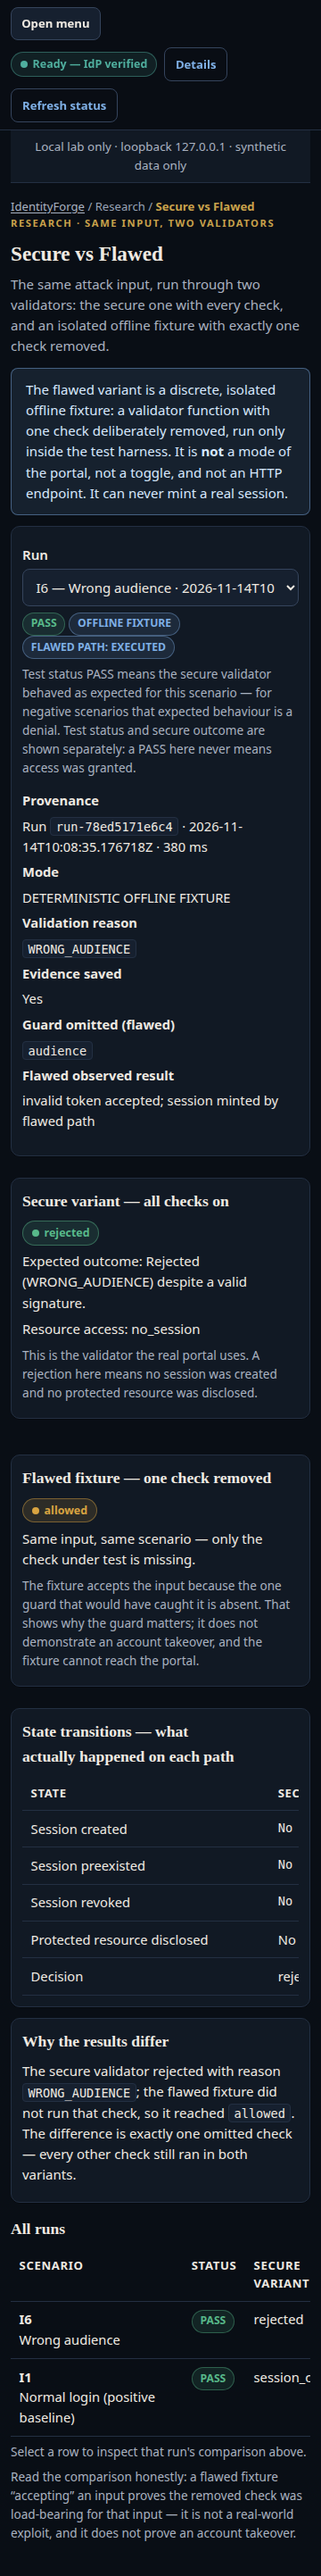 Open menu
Ready — IdP verified
Details
Refresh status
Local lab only · loopback 127.0.0.1 · synthetic
data only
IdentityForge / Research / Secure vs Flawed
RESEARCH · SAME INPUT, TWO VALIDATORS
Secure vs Flawed
The same attack input, run through two
validators: the secure one with every check,
and an isolated offline fixture with exactly one
check removed.
The flawed variant is a discrete, isolated
offline fixture: a validator function with
one check deliberately removed, run only
inside the test harness. It is not a mode of
the portal, not a toggle, and not an HTTP
endpoint. It can never mint a real session.
Run
I6 — Wrong audience · 2026-11-14T10
PASS
OFFLINE FIXTURE
FLAWED PATH: EXECUTED
Test status PASS means the secure validator
behaved as expected for this scenario — for
negative scenarios that expected behaviour is a
denial. Test status and secure outcome are
shown separately: a PASS here never means
access was granted.
Provenance
Run run-78ed5171e6c4 · 2026-11-
14T10:08:35.176718Z · 380 ms
Mode
DETERMINISTIC OFFLINE FIXTURE
Validation reason
WRONG_AUDIENCE
Evidence saved
Yes
Guard omitted (flawed)
audience
Flawed observed result
invalid token accepted; session minted by
flawed path
Secure variant — all checks on
rejected
Expected outcome: Rejected
(WRONG_AUDIENCE) despite a valid
signature.
Resource access: no_session
This is the validator the real portal uses. A
rejection here means no session was created
and no protected resource was disclosed.
Flawed fixture — one check removed
allowed
Same input, same scenario — only the
check under test is missing.
The fixture accepts the input because the one
guard that would have caught it is absent. That
shows why the guard matters; it does not
demonstrate an account takeover, and the
fixture cannot reach the portal.
State transitions — what
actually happened on each path
STATE SEC
Session created No
Session preexisted No
Session revoked No
Protected resource disclosed No
Decision reje
Why the results differ
The secure validator rejected with reason
WRONG_AUDIENCE; the flawed fixture did
not run that check, so it reached allowed.
The difference is exactly one omitted check
— every other check still ran in both
variants.
All runs
SCENARIO STATUS SECURE
VARIANT
I6 PASS rejected
Wrong audience
I1 PASS session_c
Normal login (positive
baseline)
Select a row to inspect that run's comparison above.
Read the comparison honestly: a flawed fixture
“accepting” an input proves the removed check was
load-bearing for that input — it is not a real-world
exploit, and it does not prove an account takeover.